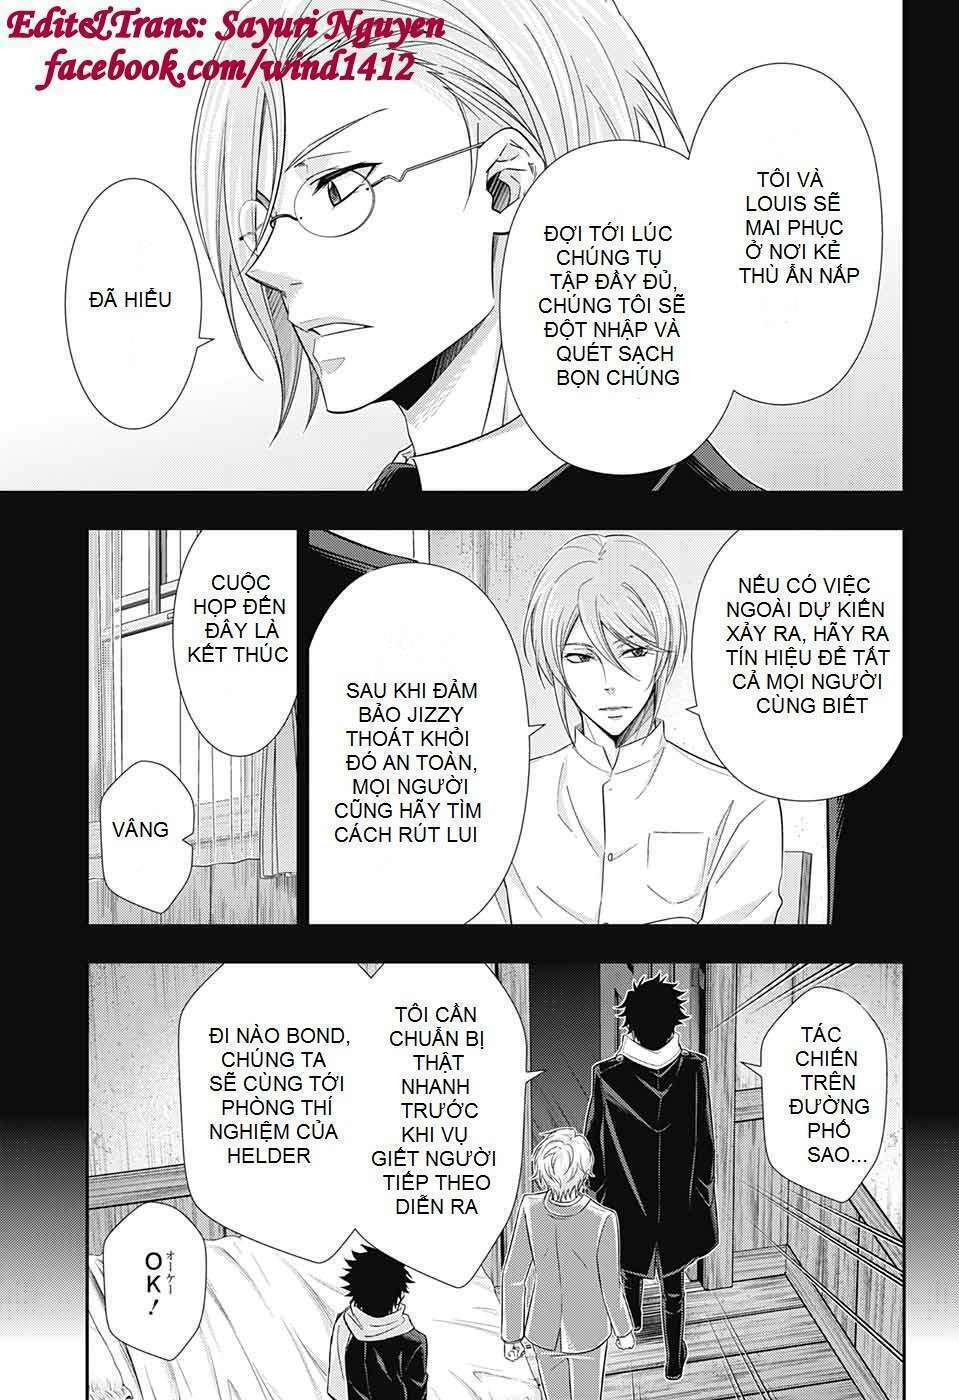 Edit&Trans: Sayuri Nguyen
facebook.com/wind1412
TÔI VÀ
LOUIS SẼ
MAI PHỤC
Ở NƠI KẺ
THÙ ẨN NẤP
ĐỢI TỚI LÚC
CHÚNG TỤ
TẬP ĐẦY ĐỦ,
CHÚNG TÔI SẼ
ĐỘT NHẬP VÀ
QUÉT SẠCH
BỌN CHÚNG
ĐÃ HIỂU
NẾU CÓ VIỆC
NGOÀI DỰ KIẾN
XẢY RA, HÃY RA
TÍN HIỆU ĐỂ TẤT
CẢ MỌI NGƯỜI
CÙNG BIẾT
SAU KHI ĐẢM
BẢO JIZZY
THOÁT KHỎI
ĐÓ AN TOÀN,
MỌI NGƯỜI
CŨNG HÃY TÌM
CÁCH RÚT LUI
CUỘC
HỌP ĐẾN
ĐÂY LÀ
KẾT THÚC
VÂNG
TÁC
CHIẾN TRÊN
ĐƯỜNG
PHỐ
SAO...
TÔI CẦN
CHUẨN BỊ
THẬT
NHANH
TRƯỚC
KHI VỤ
GIẾT NGƯỜI
TIẾP THEO
DIỄN RA
ĐI NÀO BOND,
CHÚNG TA
SẼ CÙNG TỚI
PHÒNG THÍ
NGHIỆM CỦA
HELDER
OK!
オーケー